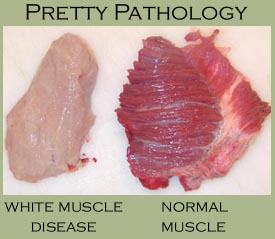 PRETTY PATHOLOGY
WHITE MUSCLE DISEASE
NORMAL MUSCLE